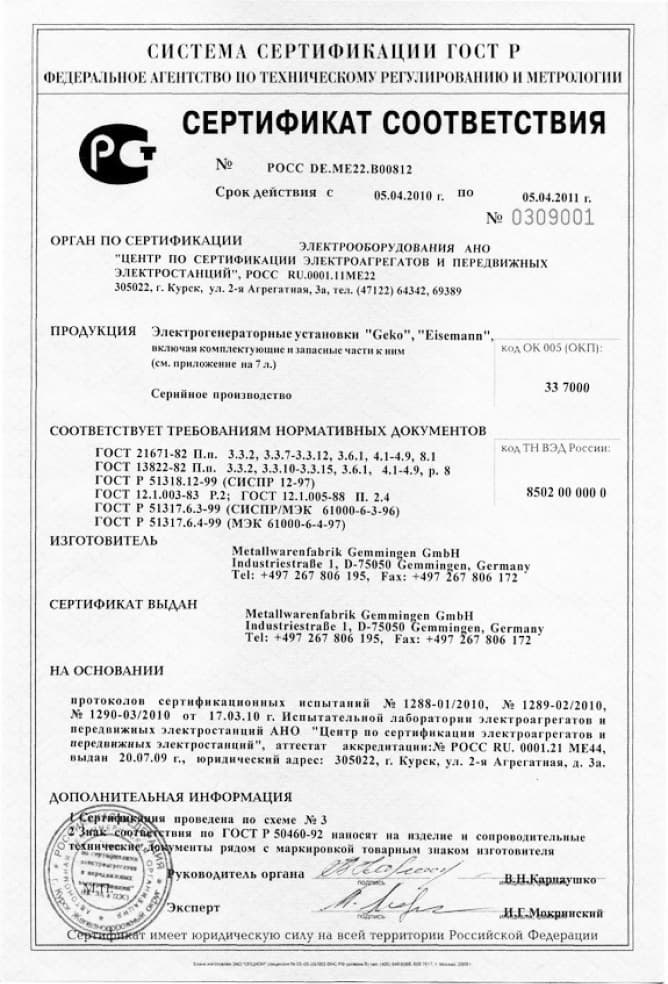 СИСТЕМА СЕРТИФИКАЦИИ ГОСТ Р
ФЕДЕРАЛЬНОЕ АГЕНТСТВО ПО ТЕХНИЧЕСКОМУ РЕГУЛИРОВАНИЮ И МЕТРОЛОГИИ
СЕРТИФИКАТ СООТВЕТСТВИЯ
№ РОСС DE.ME22.B00812
Срок действия с 05.04.2010 г. по 05.04.2011 г.
№ 0309001
ОРГАН ПО СЕРТИФИКАЦИИ ЭЛЕКТРООБОРУДОВАНИЯ АНО
"ЦЕНТР ПО СЕРТИФИКАЦИИ ЭЛЕКТРОАГРЕГАТОВ И ПЕРЕДВИЖНЫХ
ЭЛЕКТРОСТАНЦИЙ", РОСС RU.0001.11ME22
305022, г. Курск, ул. 2-я Агрегатная, 3а, тел. (47122) 64342, 69389
ПРОДУКЦИЯ Электрогенераторные установки "Geko", "Eisemann",
включая комплектующие и запасные части к ним
(см. приложение на 7 л.)
Серийное производство
код ОК 005 (ОКП):
33 7000
СООТВЕТСТВУЕТ ТРЕБОВАНИЯМ НОРМАТИВНЫХ ДОКУМЕНТОВ
ГОСТ 21671-82 П.п. 3.3.2, 3.3.7-3.3.12, 3.6.1, 4.1-4.9, 8.1
ГОСТ 13822-82 П.п. 3.3.2, 3.3.10-3.3.15, 3.6.1, 4.1-4.9, р. 8
ГОСТ Р 51318.12-99 (СИСПР 12-97)
ГОСТ 12.1.003-83 Р.2; ГОСТ 12.1.005-88 П. 2.4
ГОСТ Р 51317.6.3-99 (СИСПР/МЭК 61000-6-3-96)
ГОСТ Р 51317.6.4-99 (МЭК 61000-6-4-97)
код ТН ВЭД России:
8502 00 000 0
ИЗГОТОВИТЕЛЬ
Metallwarenfabrik Gemmingen GmbH
Industriestraße 1, D-75050 Gemmingen, Germany
Tel: +497 267 806 195, Fax: +497 267 806 172
СЕРТИФИКАТ ВЫДАН
Metallwarenfabrik Gemmingen GmbH
Industriestraße 1, D-75050 Gemmingen, Germany
Tel: +497 267 806 195, Fax: +497 267 806 172
НА ОСНОВАНИИ
протоколов сертификационных испытаний № 1288-01/2010, № 1289-02/2010,
№ 1290-03/2010 от 17.03.10 г. Испытательной лаборатории электроагрегатов и
передвижных электростанций АНО "Центр по сертификации электроагрегатов и
передвижных электростанций", аттестат аккредитации:№ РОСС RU. 0001.21 ME44,
выдан 20.07.09 г., юридический адрес: 305022, г. Курск, ул. 2-я Агрегатная, д. 3а.
ДОПОЛНИТЕЛЬНАЯ ИНФОРМАЦИЯ
1 Сертификация проведена по схеме № 3
2 Знак соответствия по ГОСТ Р 50460-92 наносят на изделие и сопроводительные
технические документы рядом с маркировкой товарным знаком изготовителя
Руководитель органа В.Н.Карнаушко
подпись
М.П.
Эксперт И.Г.Мокринский
подпись
Сертификат имеет юридическую силу на всей территории Российской Федерации